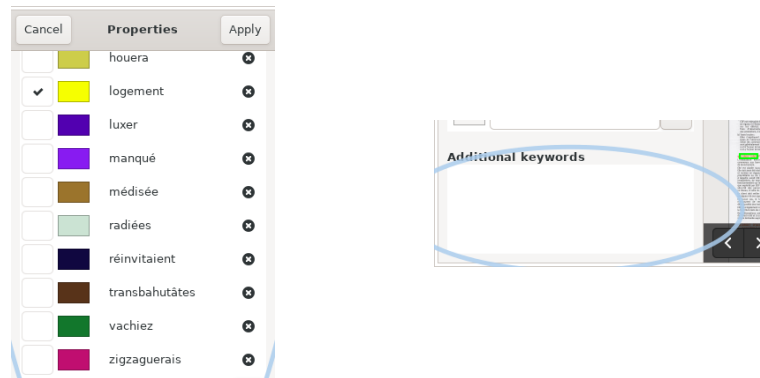 Cancel Properties Apply
houera
logement
luxer
manqué
médisée
radiées
réinvitaient
transbahutâtes
vachiez
zigzaguerais
Additional keywords